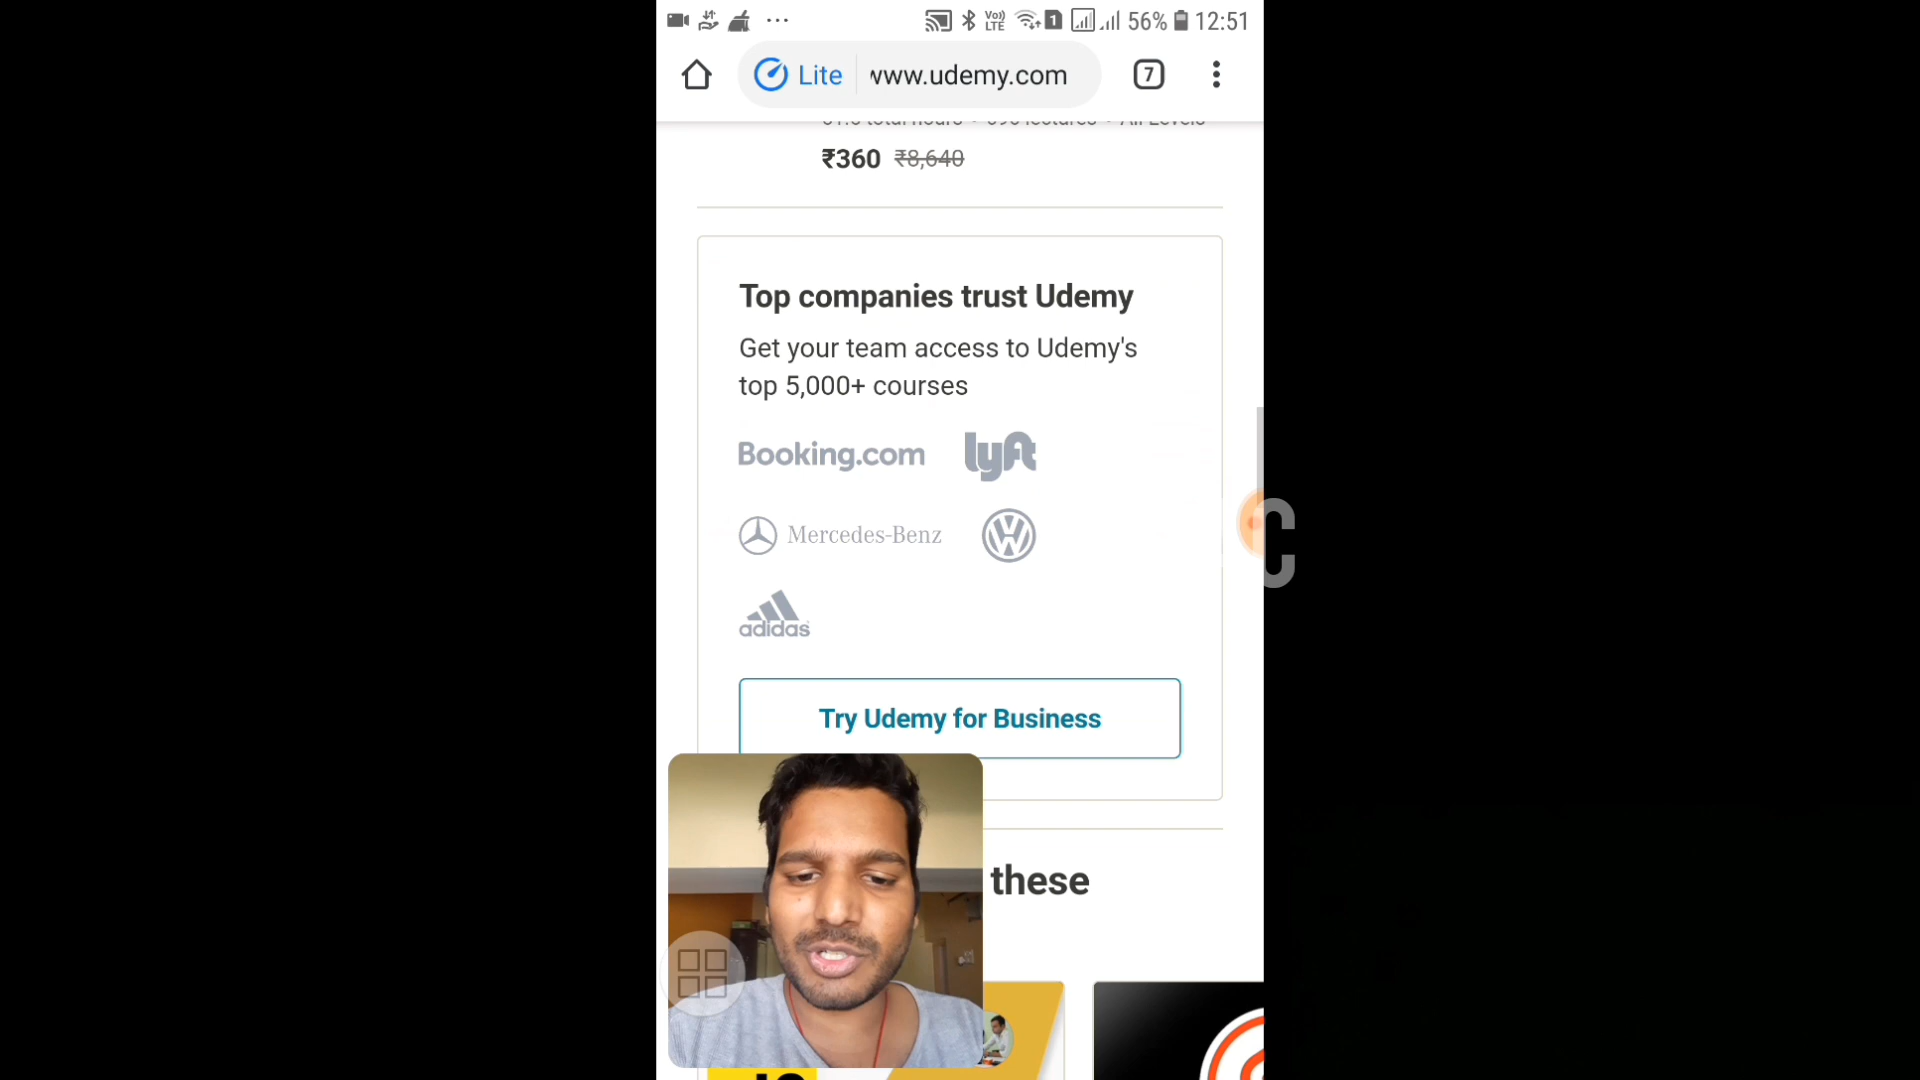 56% 12:51
Lite www.udemy.com 7
₹360 ₹8,640
Top companies trust Udemy
Get your team access to Udemy's
top 5,000+ courses
Booking.com lyft
Mercedes-Benz
adidas
Try Udemy for Business
these